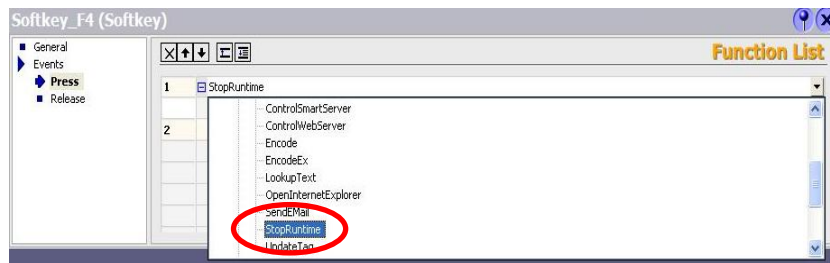 Softkey_F4 (Softkey)
General
Events
Press
Release
Function List
1 StopRuntime
2
ControlSmartServer
ControlWebServer
Encode
EncodeEx
LookupText
OpenInternetExplorer
SendEMail
StopRuntime
UpdateTag